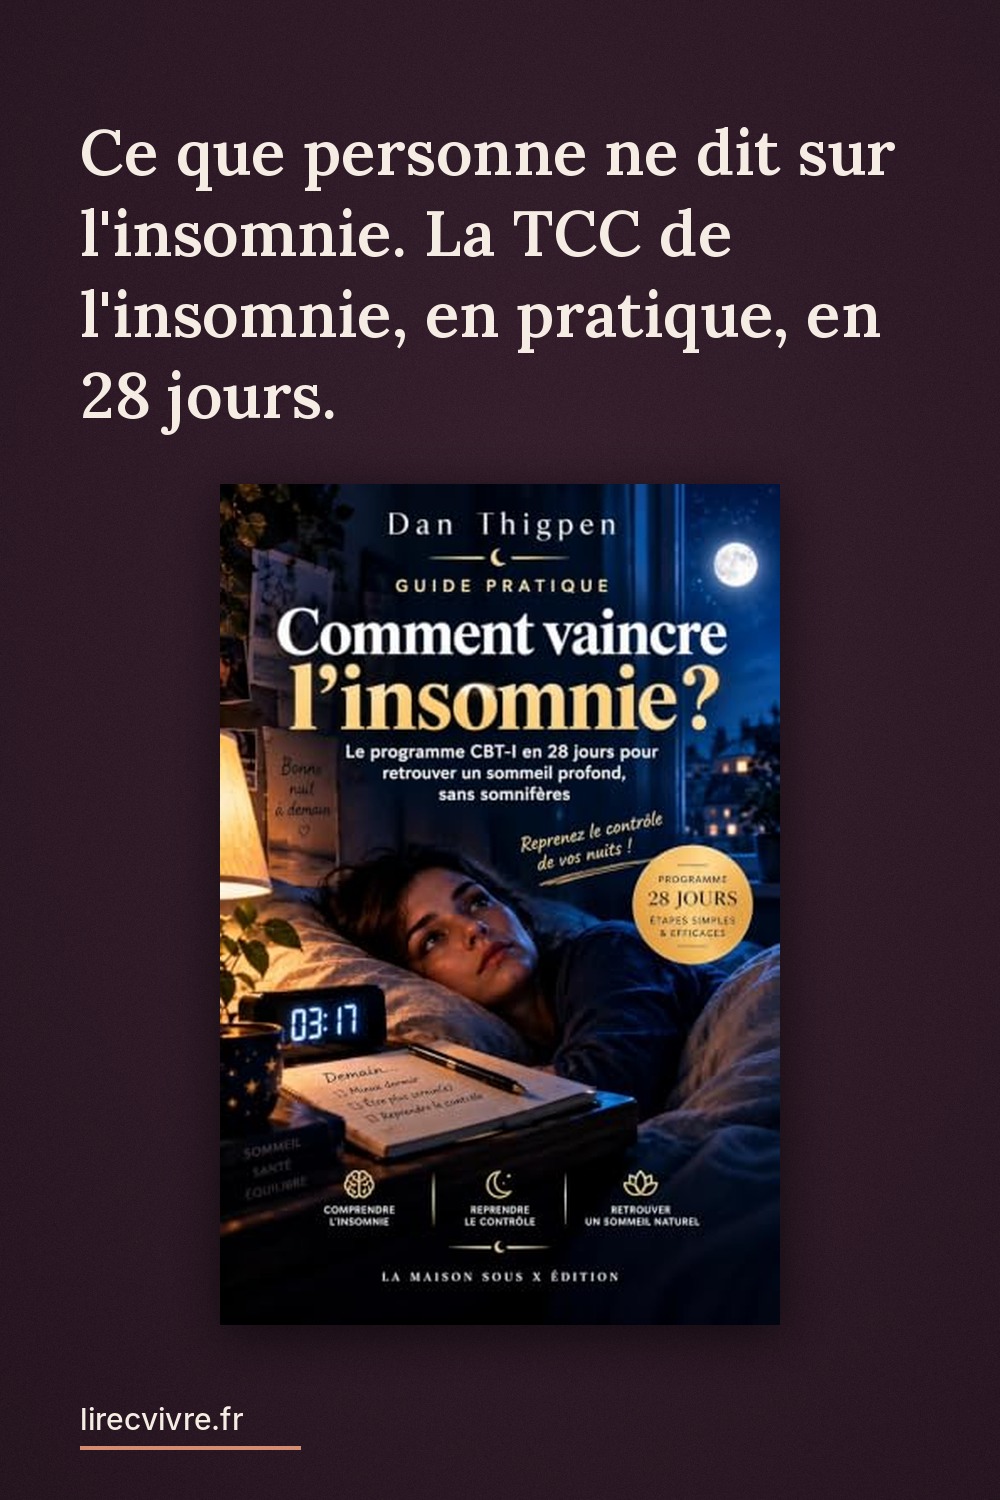 Ce que personne ne dit sur
l'insomnie. La TCC de
l'insomnie, en pratique, en
28 jours.
Dan Thigpen
GUIDE PRATIQUE
Comment vaincre
l’insomnie?
Le programme CBT-I en 28 jours pour
retrouver un sommeil profond,
sans somnifères
Bonne
nuit
à demain
♡
Reprenez le contrôle
de vos nuits !
PROGRAMME
28 JOURS
ÉTAPES SIMPLES
& EFFICACES
03:17
Demain...
Mieux dormir
Être plus serein(e)
Reprendre le contrôle
SOMMEIL
SANTÉ
ÉQUILIBRE
COMPRENDRE
L'INSOMNIE
REPRENDRE
LE CONTRÔLE
RETROUVER
UN SOMMEIL NATUREL
LA MAISON SOUS X ÉDITION
lirecvivre.fr